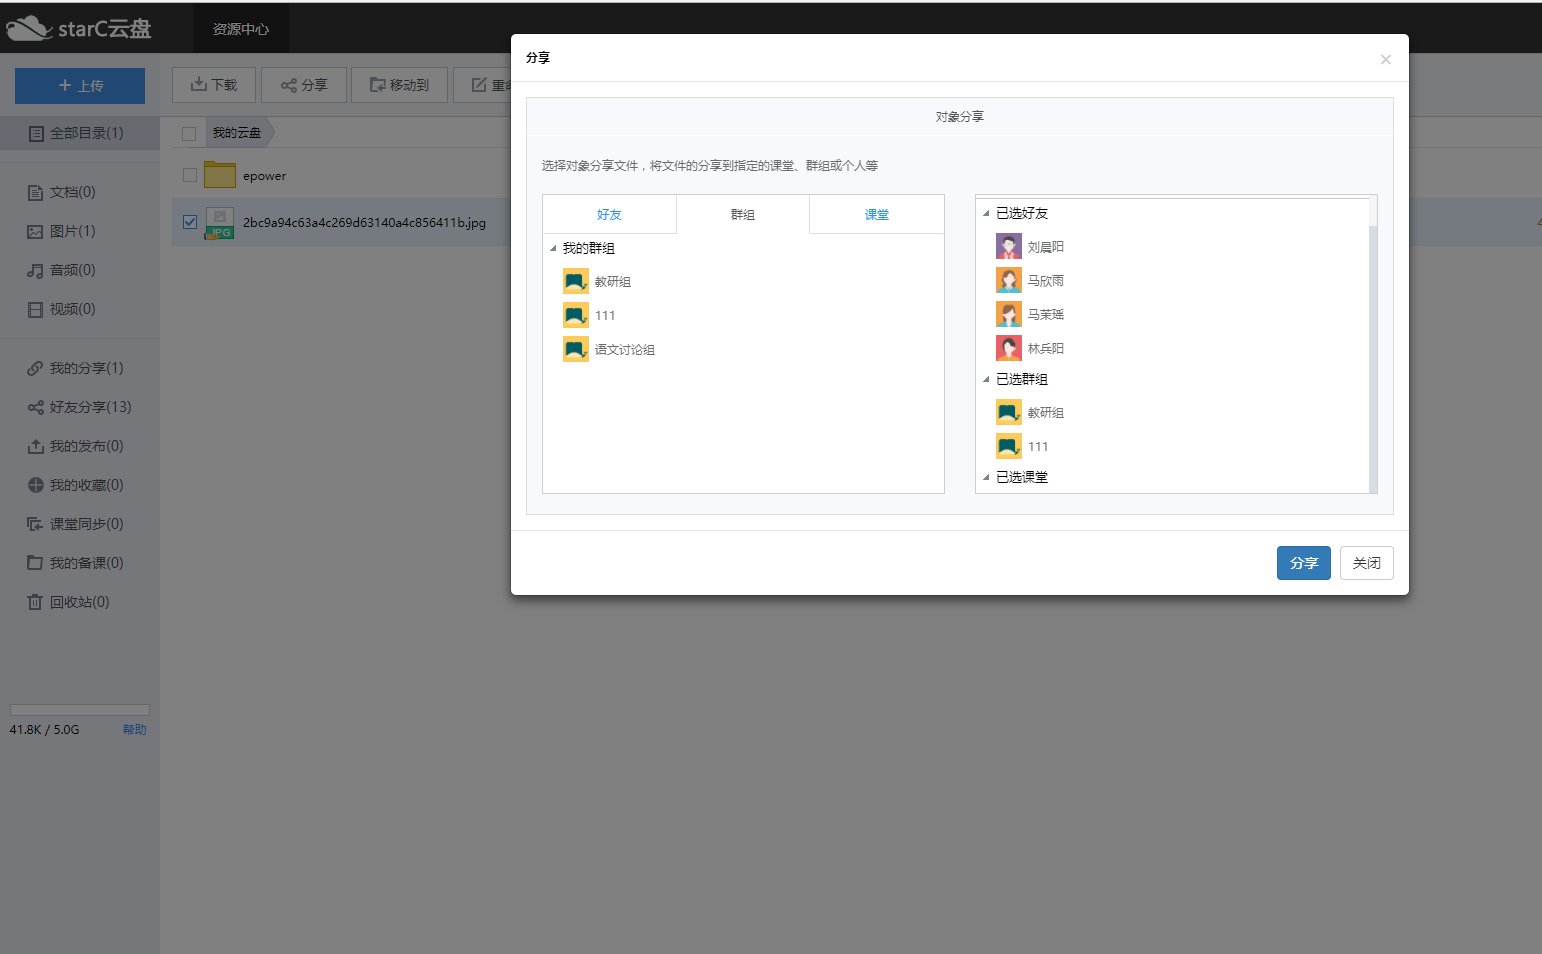 starC云盘
资源中心
上传
下载
分享
移动到
全部目录(1)
我的云盘
文档(0)
图片(1)
音频(0)
视频(0)
我的分享(1)
好友分享(13)
我的发布(0)
我的收藏(0)
课堂同步(0)
我的备课(0)
回收站(0)
41.8K / 5.0G
帮助
epower
JPG
2bc9a94c63a4c269d63140a4c856411b.jpg
分享
×
对象分享
选择对象分享文件，将文件的分享到指定的课堂、群组或个人等
好友
群组
课堂
我的群组
教研组
111
语文讨论组
已选好友
刘晨阳
马欣雨
马茉瑶
林兵阳
已选群组
教研组
111
已选课堂
分享
关闭